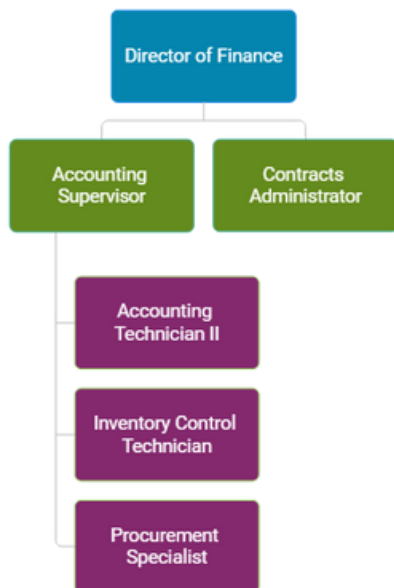 Director of Finance
Accounting
Supervisor
Contracts
Administrator
Accounting
Technician II
Inventory Control
Technician
Procurement
Specialist